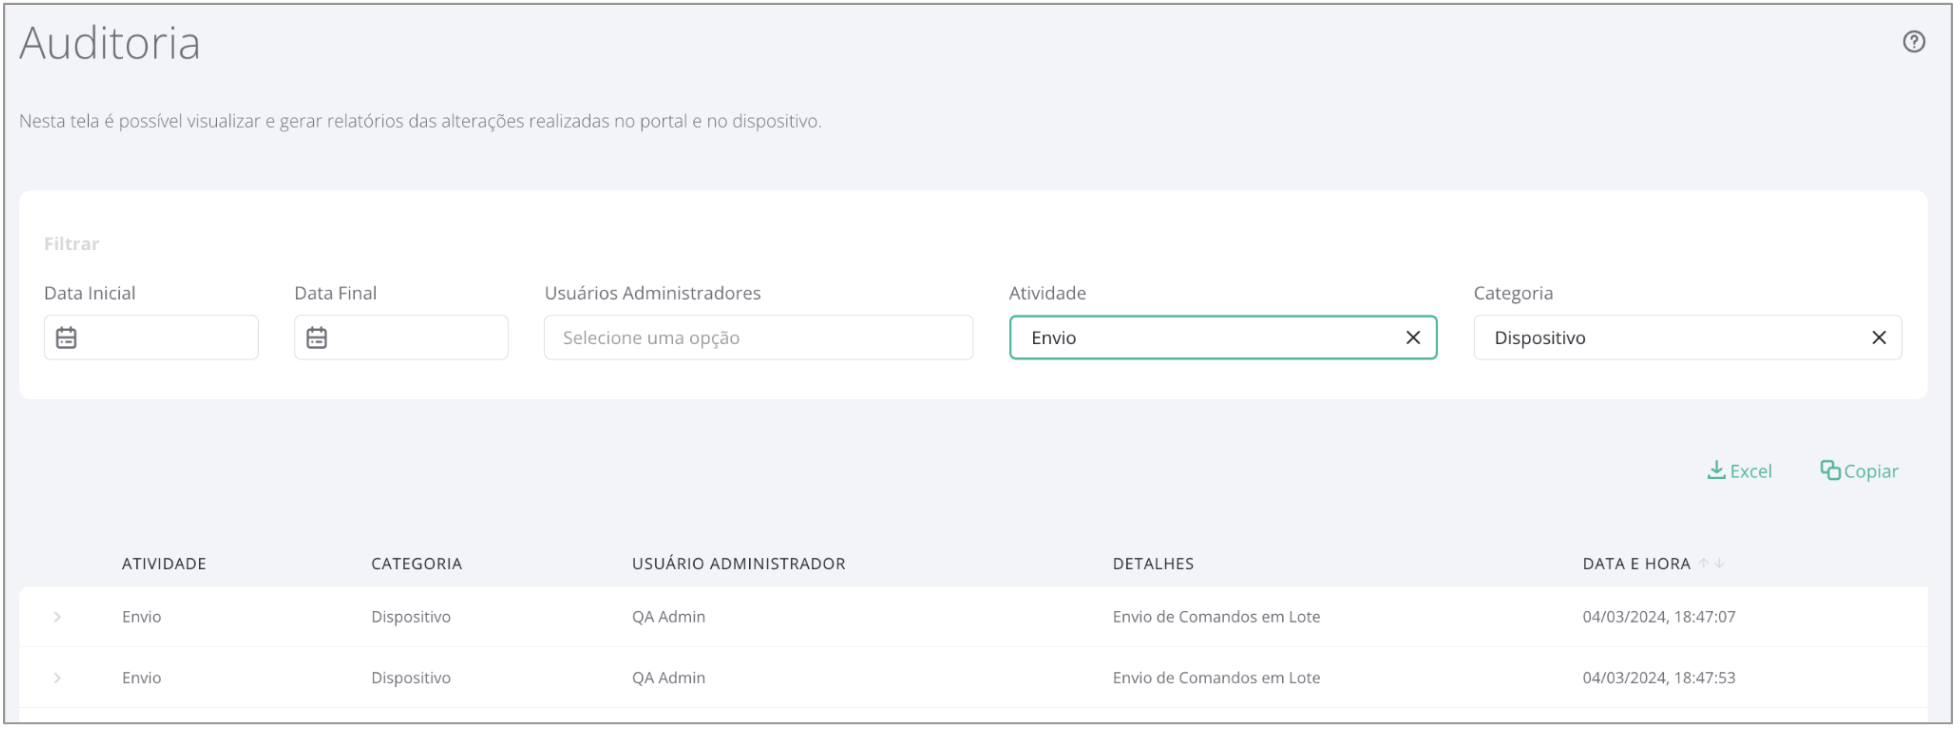 Auditoria
Nesta tela é possível visualizar e gerar relatórios das alterações realizadas no portal e no dispositivo.
Filtrar
Data Inicial Data Final Usuários Administradores Atividade Categoria
Selecione uma opção Envio Dispositivo
Excel Copiar
ATIVIDADE CATEGORIA USUÁRIO ADMINISTRADOR DETALHES DATA E HORA
Envio Dispositivo QA Admin Envio de Comandos em Lote 04/03/2024, 18:47:07
Envio Dispositivo QA Admin Envio de Comandos em Lote 04/03/2024, 18:47:53